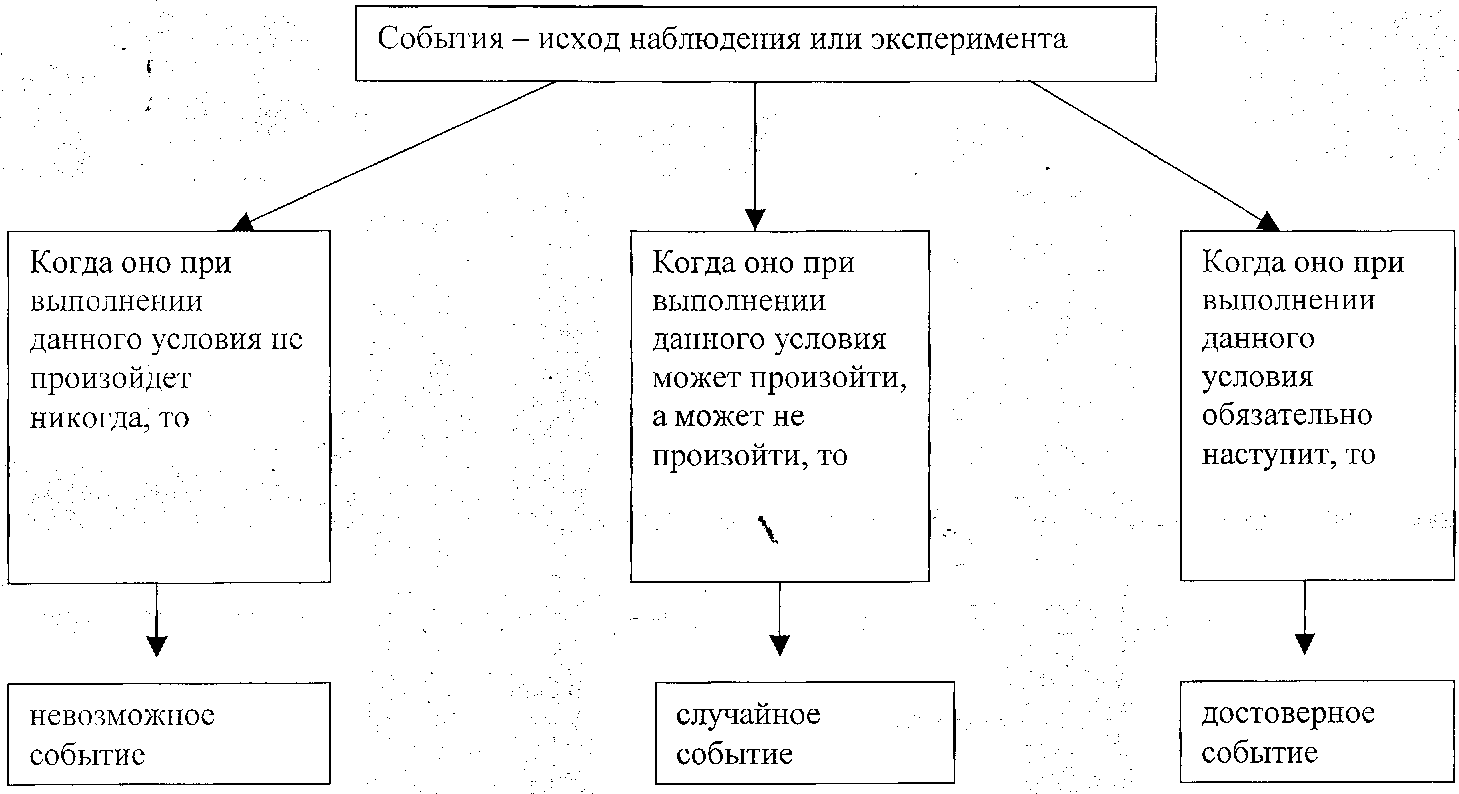 События – исход наблюдения или эксперимента
Когда оно при
выполнении
данного условия не
произойдет
никогда, то
Когда оно при
выполнении
данного условия
может произойти,
а может не
произойти, то
Когда оно при
выполнении
данного
условия
обязательно
наступит, то
невозможное
событие
случайное
событие
достоверное
событие